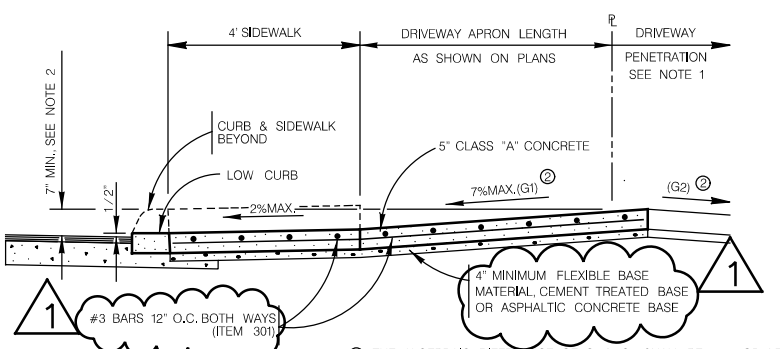 4' SIDEWALK
DRIVEWAY APRON LENGTH
AS SHOWN ON PLANS
PL
DRIVEWAY
PENETRATION
SEE NOTE 1
7" MIN., SEE NOTE 2
1/2"
CURB & SIDEWALK
BEYOND
LOW CURB
5" CLASS "A" CONCRETE
2%MAX.
7%MAX.(G1) 2
(G2) 2
1
#3 BARS 12" O.C. BOTH WAYS
(ITEM 301)
4" MINIMUM FLEXIBLE BASE
MATERIAL, CEMENT TREATED BASE
OR ASPHALTIC CONCRETE BASE
1